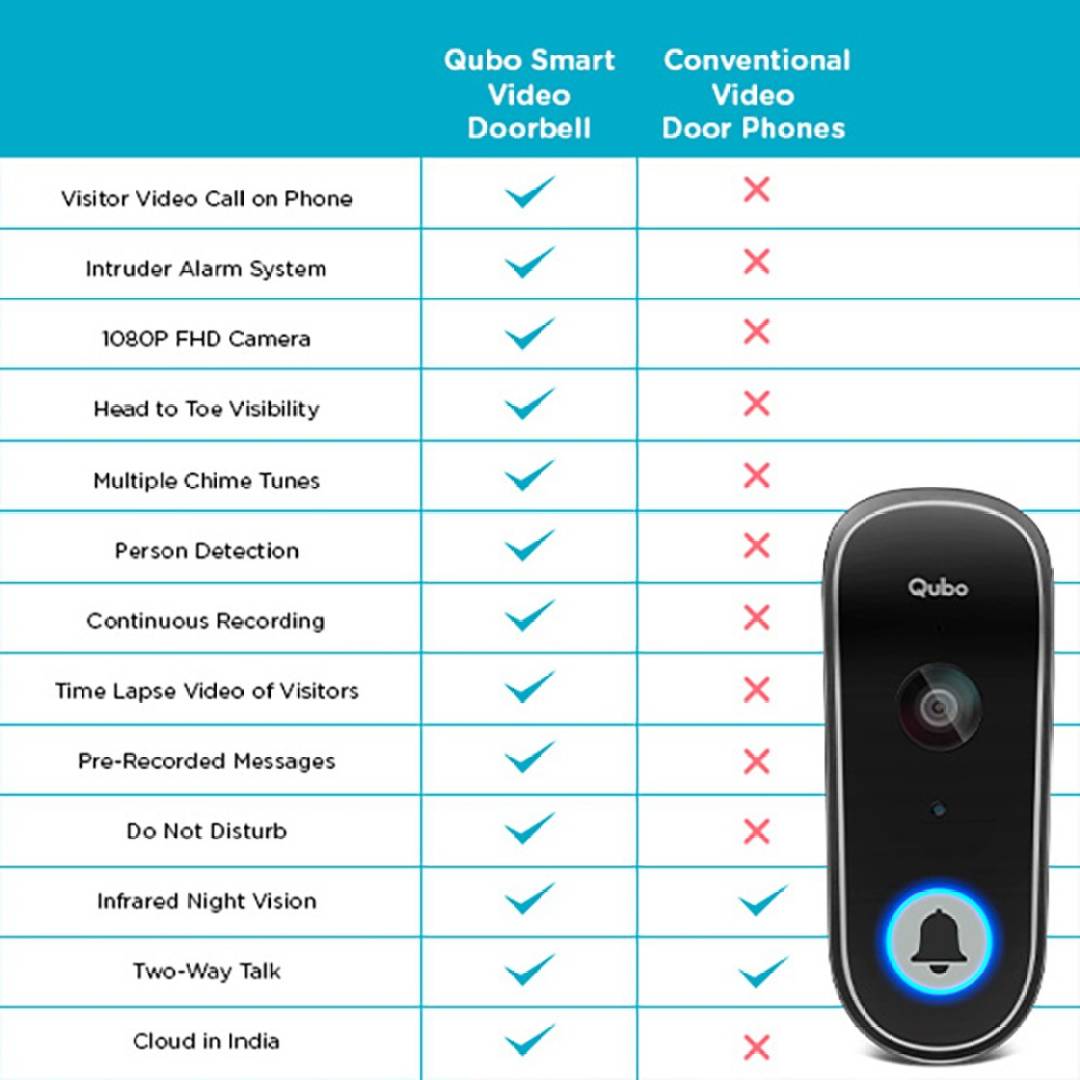 Qubo Smart
Video
Doorbell
Conventional
Video
Door Phones
Visitor Video Call on Phone
Intruder Alarm System
1080P FHD Camera
Head to Toe Visibility
Multiple Chime Tunes
Person Detection
Continuous Recording
Time Lapse Video of Visitors
Pre-Recorded Messages
Do Not Disturb
Infrared Night Vision
Two-Way Talk
Cloud in India
Qubo